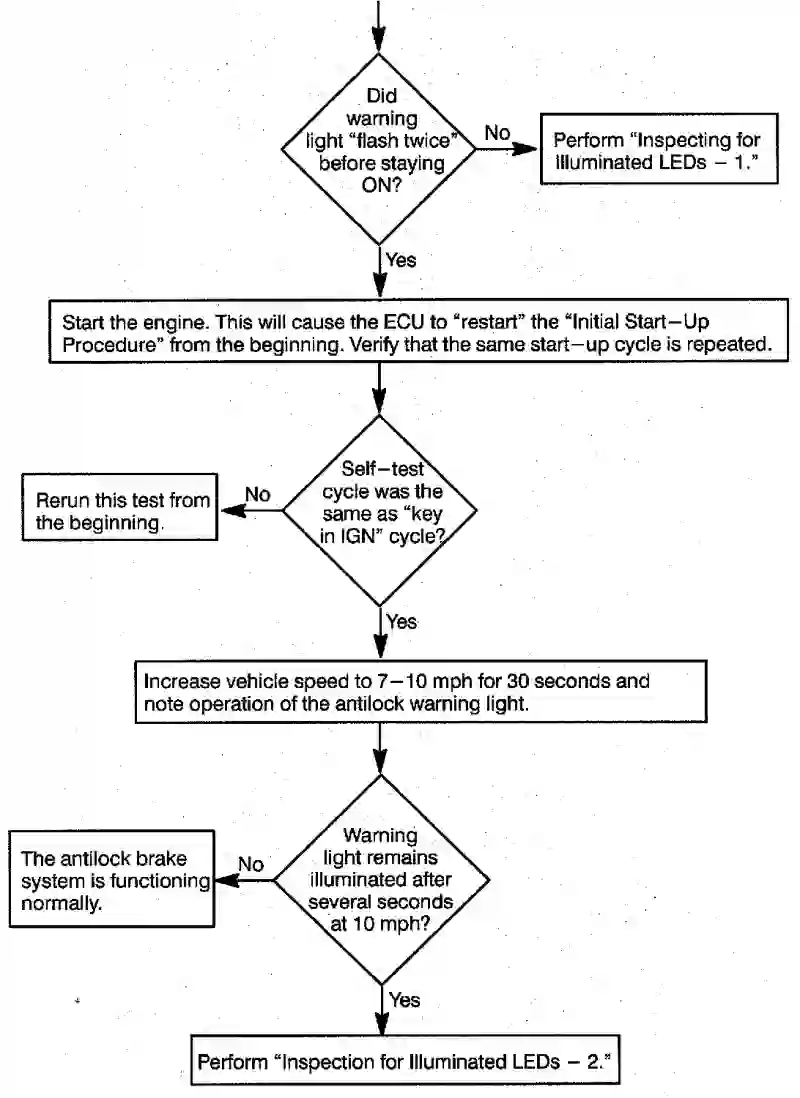 Did
warning
light “flash twice”
before staying
ON?
No
Perform “Inspecting for
Illuminated LEDs – 1.”
Yes
Start the engine. This will cause the ECU to “restart” the “Initial Start–Up
Procedure” from the beginning. Verify that the same start–up cycle is repeated.
Self–test
cycle was the
same as “key
in IGN” cycle?
No
Rerun this test from
the beginning.
Yes
Increase vehicle speed to 7–10 mph for 30 seconds and
note operation of the antilock warning light.
Warning
light remains
illuminated after
several seconds
at 10 mph?
No
The antilock brake
system is functioning
normally.
Yes
Perform “Inspection for Illuminated LEDs – 2.”